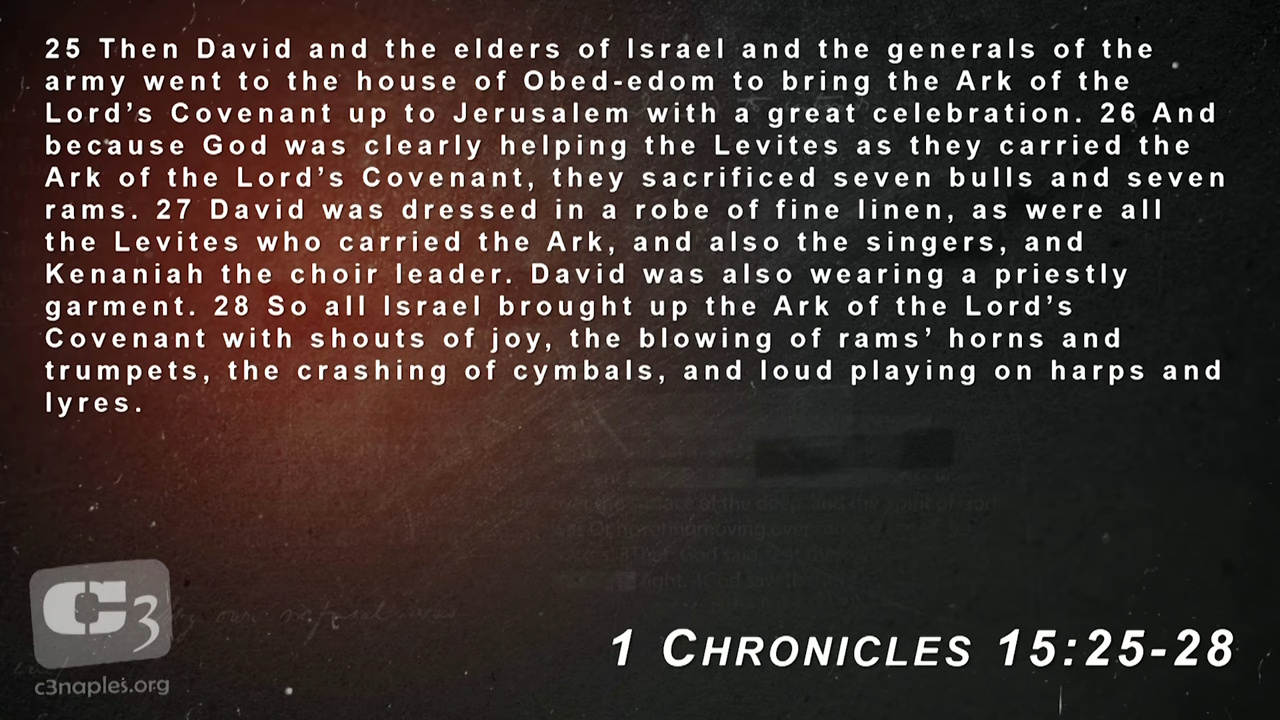 25 Then David and the elders of Israel and the generals of the
army went to the house of Obed-edom to bring the Ark of the
Lord’s Covenant up to Jerusalem with a great celebration. 26 And
because God was clearly helping the Levites as they carried the
Ark of the Lord’s Covenant, they sacrificed seven bulls and seven
rams. 27 David was dressed in a robe of fine linen, as were all
the Levites who carried the Ark, and also the singers, and
Kenaniah the choir leader. David was also wearing a priestly
garment. 28 So all Israel brought up the Ark of the Lord’s
Covenant with shouts of joy, the blowing of rams’ horns and
trumpets, the crashing of cymbals, and loud playing on harps and
lyres.
C3
c3naples.org
1 CHRONICLES 15:25-28